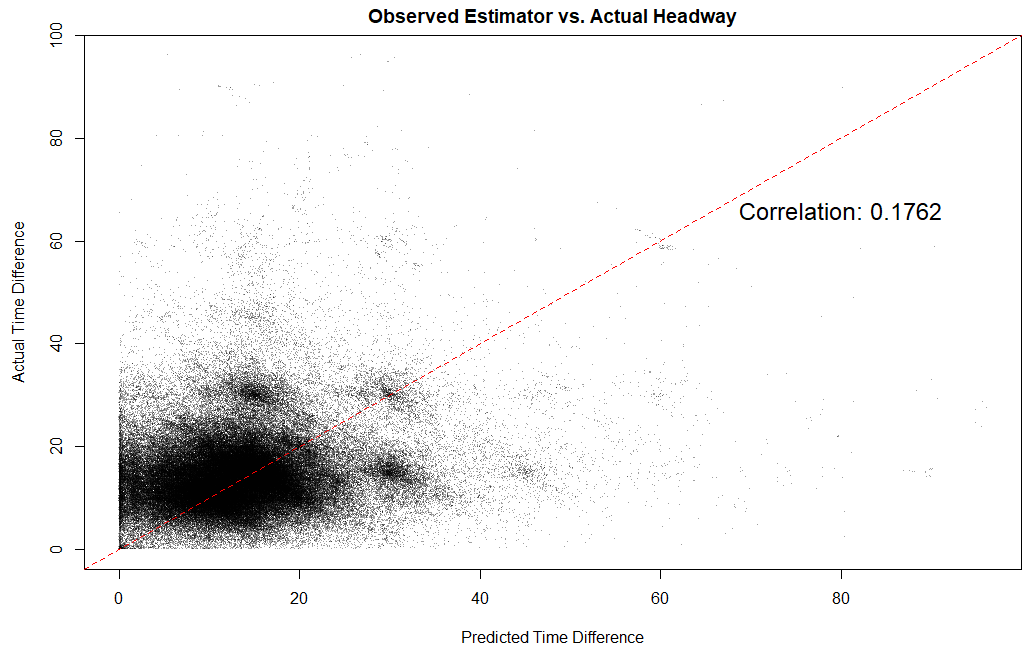 Observed Estimator vs. Actual Headway
100
80
60
40
20
0
Actual Time Difference
Correlation: 0.1762
0 20 40 60 80
Predicted Time Difference